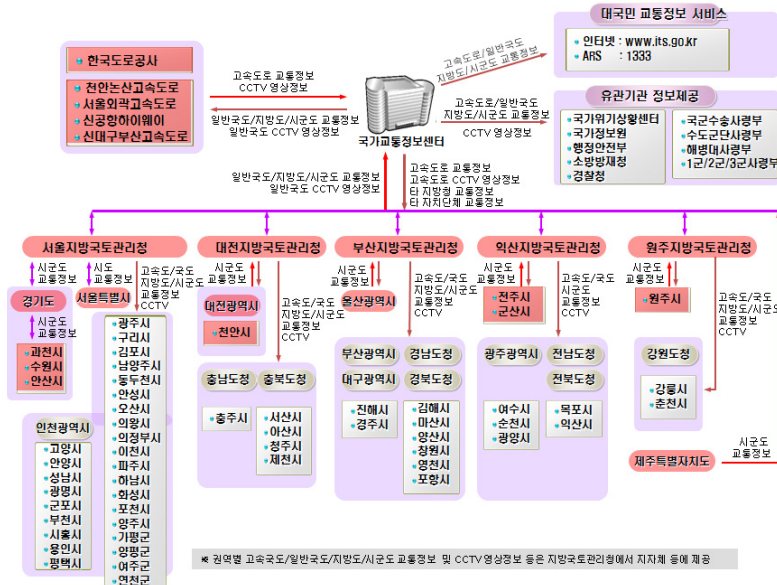 대국민 교통정보 서비스
인터넷 : www.its.go.kr
ARS : 1333
한국도로공사
천안논산고속도로
서울외곽고속도로
신공항하이웨이
신대구부산고속도로
고속도로 교통정보
CCTV 영상정보
일반국도/지방도/시군도 교통정보
일반국도 CCTV 영상정보
국가교통정보센터
고속도로/일반국도
지방도/시군도 교통정보
고속도로/일반국도
지방도/시군도 교통정보
CCTV 영상정보
유관기관 정보제공
국가위기상황센터
국가정보원
행정안전부
소방방재청
경찰청
국군수송사령부
수도군단사령부
해병대사령부
1군/2군/3군사령부
일반국도/지방도/시군도 교통정보
일반국도 CCTV 영상정보
고속도로 교통정보
고속도로 CCTV 영상정보
타 지방청 교통정보
타 자치단체 교통정보
서울지방국토관리청
대전지방국토관리청
부산지방국토관리청
익산지방국토관리청
원주지방국토관리청
시군도
교통정보
시도
교통정보
고속도/국도
지방도/시군도
교통정보
CCTV
경기도
서울특별시
시군도
교통정보
과천시
수원시
안산시
광주시
구리시
김포시
남양주시
동두천시
안성시
오산시
의왕시
의정부시
이천시
파주시
하남시
화성시
포천시
양주시
가평군
양평군
여주군
연천군
인천광역시
고양시
안양시
성남시
광명시
군포시
부천시
시흥시
용인시
평택시
시군도
교통정보
대전광역시
천안시
고속도/국도
지방도/시군도
교통정보
CCTV
충남도청
충북도청
충주시
서산시
아산시
청주시
제천시
시군도
교통정보
울산광역시
고속도/국도
지방도/시군도
교통정보
CCTV
부산광역시
경남도청
대구광역시
경북도청
진해시
경주시
김해시
마산시
양산시
창원시
영천시
포항시
시군도
교통정보
전주시
군산시
고속도/국도
시군도
교통정보
CCTV
광주광역시
전남도청
전북도청
여수시
순천시
광양시
목포시
익산시
시군도
교통정보
원주시
고속도/국도
지방도/시군도
교통정보
CCTV
강원도청
강릉시
춘천시
제주특별자치도
시군도
교통정보
※ 권역별 고속국도/일반국도/지방도/시군도 교통정보 및 CCTV 영상정보 등은 지방국토관리청에서 지자체 등에 제공